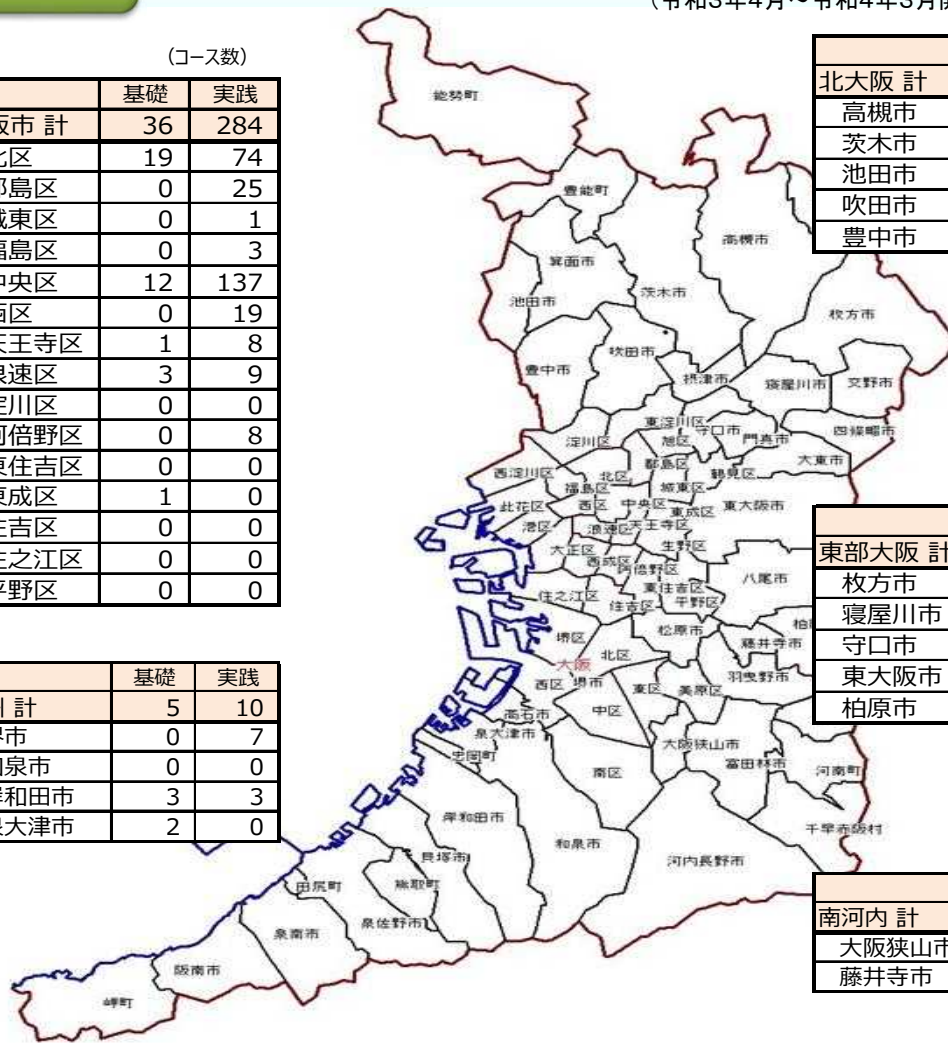 (令和3年4月～令和4年3月
(コース数)
基礎 実践
阪市 計 36 284
北区 19 74
都島区 0 25
城東区 0 1
福島区 0 3
中央区 12 137
西区 0 19
天王寺区 1 8
浪速区 3 9
淀川区 0 0
阿倍野区 0 8
東住吉区 0 0
東成区 1 0
住吉区 0 0
住之江区 0 0
平野区 0 0
基礎 実践
計 5 10
堺市 0 7
和泉市 0 0
岸和田市 3 3
泉大津市 2 0
北大阪 計
高槻市
茨木市
池田市
吹田市
豊中市
東部大阪 計
枚方市
寝屋川市
守口市
東大阪市
柏原市
南河内 計
大阪狭山市
藤井寺市
能勢町
豊能町
高槻市
箕面市
茨木市
池田市
枚方市
吹田市
豊中市
摂津市
寝屋川市
交野市
東淀川区
守口市
四條畷市
淀川区
旭区
門真市
大東市
西淀川区
北区
都島区
鶴見区
福島区
城東区
此花区
西区
中央区
東成区
東大阪市
港区
浪速区
天王寺区
大正区
西成区
阿倍野区
生野区
八尾市
住之江区
東住吉区
住吉区
平野区
柏
堺区
松原市
藤井寺市
大阪
北区
羽曳野市
西区
堺市
東区
美原区
高石市
中区
泉大津市
大阪狭山市
忠岡町
富田林市
河南町
南区
千早赤阪村
岸和田市
和泉市
河内長野市
貝塚市
田尻町
熊取町
泉佐野市
泉南市
阪南市
岬町